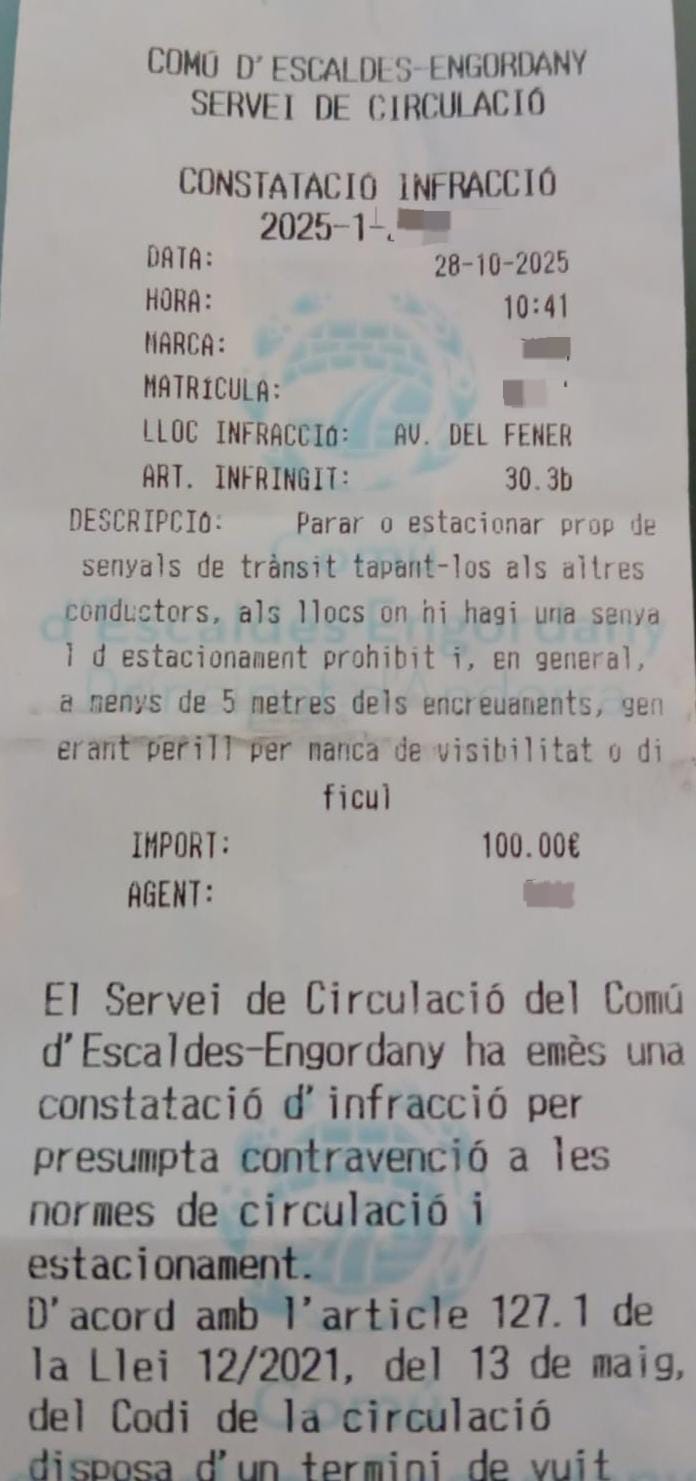 COMÚ D'ESCALDES-ENGORDANY
SERVEI DE CIRCULACIÓ
CONSTATACIÓ INFRACCIÓ
2025-1-
DATA: 28-10-2025
HORA: 10:41
MARCA:
MATRÍCULA:
LLOC INFRACCIÓ: AV. DEL FENER
ART. INFRINGIT: 30.3b
DESCRIPCIÓ: Parar o estacionar prop de
senyals de trànsit tapant-los als altres
conductors, als llocs on hi hagi una senya
l d estacionament prohibit i, en general,
a menys de 5 metres dels encreuaments, gen
erant perill per manca de visibilitat o di
ficul
IMPORT: 100.00€
AGENT:
El Servei de Circulació del Comú
d'Escaldes-Engordany ha emès una
constatació d'infracció per
presumpta contravenció a les
normes de circulació i
estacionament.
D'acord amb l'article 127.1 de
la Llei 12/2021, del 13 de maig,
del Codi de la circulació
disposa d'un termini de vuit